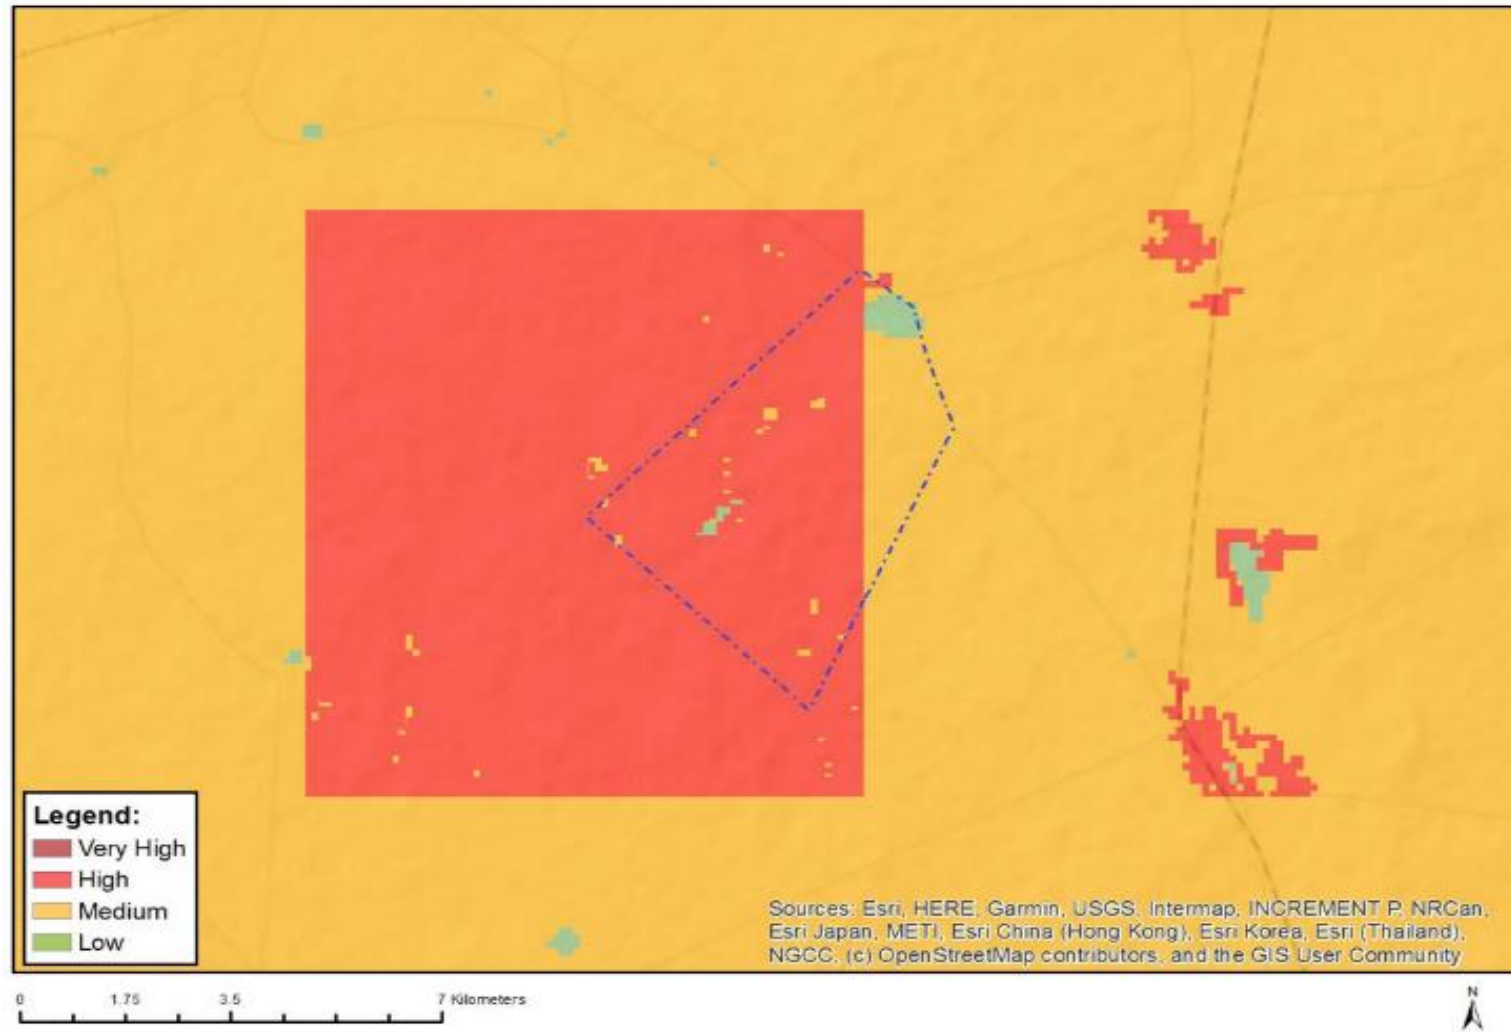 Legend:
Very High
High
Medium
Low
Sources: Esri, HERE, Garmin, USGS, Intermap, INCREMENT P, NRCan,
Esri Japan, METI, Esri China (Hong Kong), Esri Korea, Esri (Thailand),
NGCC, (c) OpenStreetMap contributors, and the GIS User Community
0 1.75 3.5 7 Kilometers
N